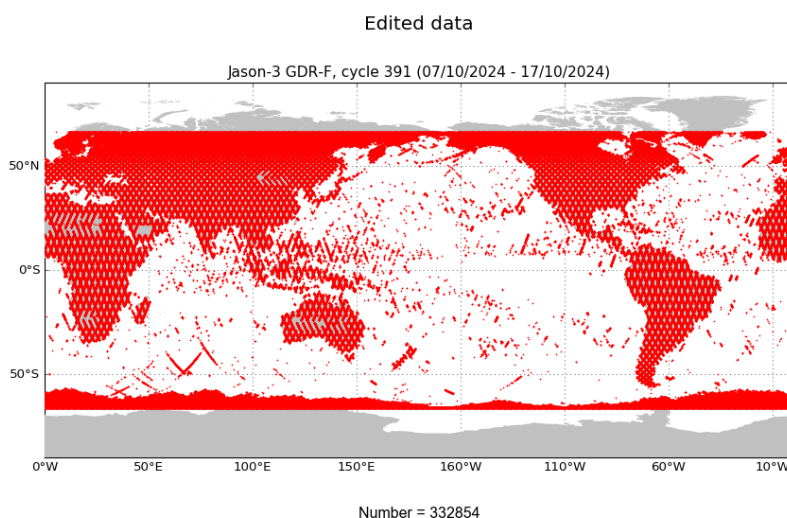 Edited data
Jason-3 GDR-F, cycle 391 (07/10/2024 - 17/10/2024)
50°N
0°S
50°S
0°W 50°E 100°E 150°E 160°W 110°W 60°W 10°W
Number = 332854